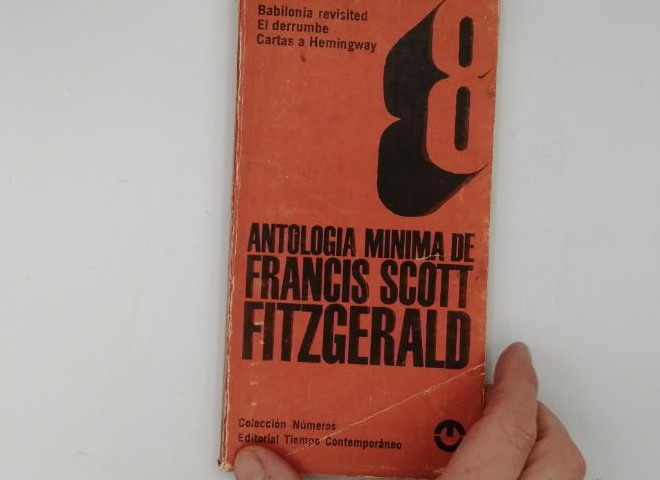 Babilonia revisited
El derrumbe
Cartas a Hemingway
8
ANTOLOGIA MINIMA DE
FRANCIS SCOTT
FITZGERALD
Colección Números
Editorial Tiempo Contemporáneo